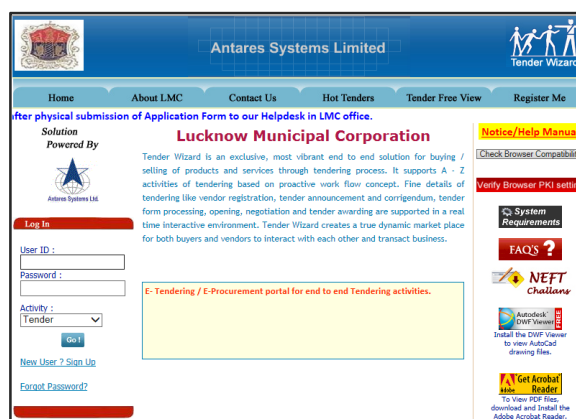 Antares Systems Limited
Tender Wizard
Home About LMC Contact Us Hot Tenders Tender Free View Register Me
fter physical submission of Application Form to our Helpdesk in LMC office.
Solution
Powered By
Antares Systems Ltd.
Log In
User ID :
Password :
Activity :
Tender
Go !
New User ? Sign Up
Forgot Password?
Lucknow Municipal Corporation
Tender Wizard is an exclusive, most vibrant end to end solution for buying /
selling of products and services through tendering process. It supports A - Z
activities of tendering based on proactive work flow concept. Fine details of
tendering like vendor registration, tender announcement and corrigendum, tender
form processing, opening, negotiation and tender awarding are supported in a real
time interactive environment. Tender Wizard creates a true dynamic market place
for both buyers and vendors to interact with each other and transact business.
E- Tendering / E-Procurement portal for end to end Tendering activities.
Notice/Help Manua
Check Browser Compatibilit
Verify Browser PKI settin
System
Requirements
FAQ'S ?
NEFT
Challans
Autodesk
DWF Viewer
FREE
Install the DWF Viewer
to view AutoCad
drawing files.
Get Acrobat
Adobe Reader
To View PDF files,
download and Install the
Adobe Acrobat Reader.